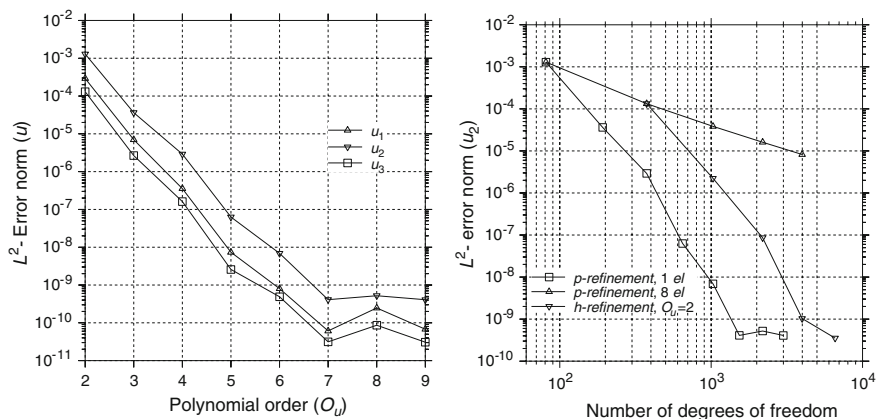 10⁻²
10⁻³
10⁻⁴
10⁻⁵
10⁻⁶
10⁻⁷
10⁻⁸
10⁻⁹
10⁻¹⁰
10⁻¹¹
L²- Error norm (u)
2 3 4 5 6 7 8 9
Polynomial order (Oᵤ)
u₁
u₂
u₃
10⁻²
10⁻³
10⁻⁴
10⁻⁵
10⁻⁶
10⁻⁷
10⁻⁸
10⁻⁹
10⁻¹⁰
L²- error norm (u₂)
p-refinement, 1 el
p-refinement, 8 el
h-refinement, Oᵤ=2
10² 10³ 10⁴
Number of degrees of freedom